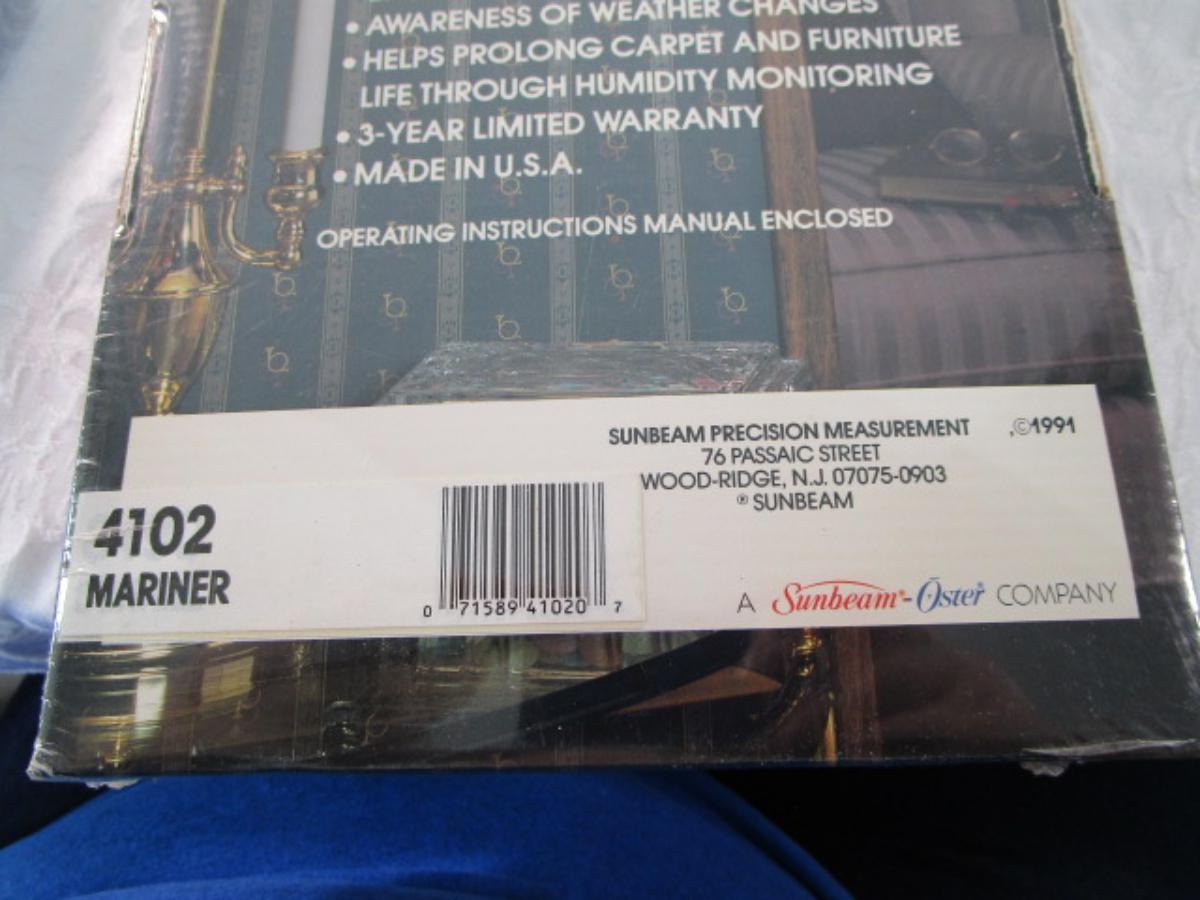 • AWARENESS OF WEATHER CHANGES
• HELPS PROLONG CARPET AND FURNITURE
LIFE THROUGH HUMIDITY MONITORING
• 3-YEAR LIMITED WARRANTY
• MADE IN U.S.A.
OPERATING INSTRUCTIONS MANUAL ENCLOSED
SUNBEAM PRECISION MEASUREMENT ,©1991
76 PASSAIC STREET
WOOD-RIDGE, N.J. 07075-0903
® SUNBEAM
4102
MARINER
0 71589 41020 7
A Sunbeam®-Ōster® COMPANY